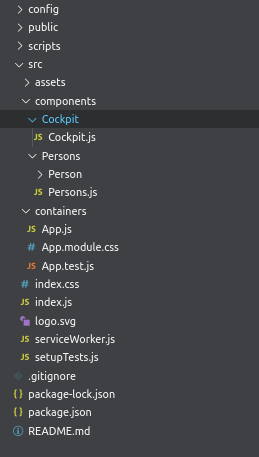 config
public
scripts
src
assets
components
Cockpit
JS Cockpit.js
Persons
Person
JS Persons.js
containers
JS App.js
# App.module.css
JS App.test.js
# index.css
JS index.js
logo.svg
JS serviceWorker.js
JS setupTests.js
.gitignore
{ } package-lock.json
{ } package.json
README.md